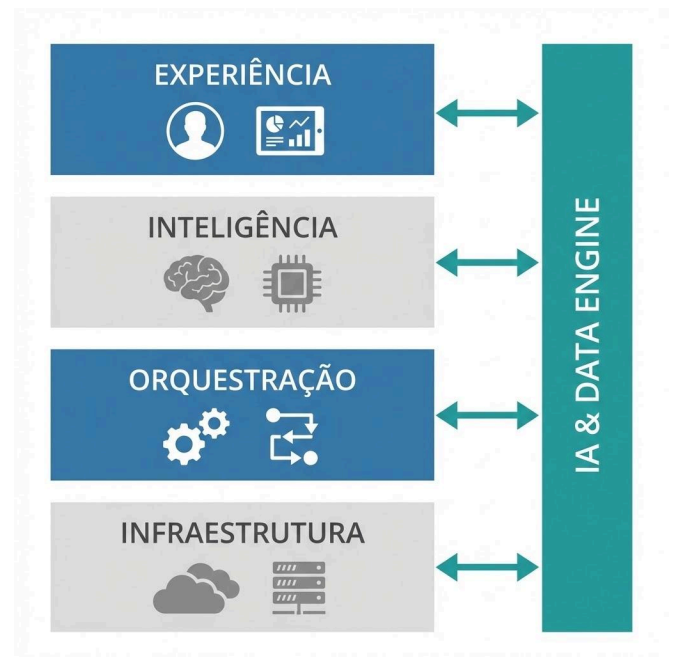 EXPERIÊNCIA
INTELIGÊNCIA
ORQUESTRAÇÃO
INFRAESTRUTURA
IA & DATA ENGINE